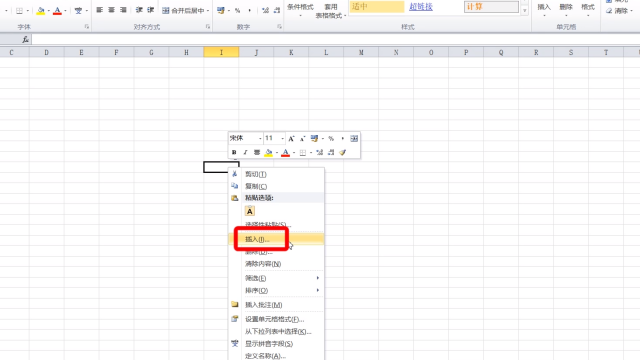 条件格式 套用 适中 超链接 计算 插入 删除 格式
合并后居中 % , 表格格式 清除
字体 对齐方式 数字 样式 单元格
fx
C D E F G H I J K L M N O P Q R S T
宋体 11 A A % ,
B I A
剪切(T)
复制(C)
粘贴选项:
A
选择性粘贴(S)...
插入(I)...
删除(D)...
清除内容(N)
筛选(E)
排序(O)
插入批注(M)
设置单元格格式(F)...
从下拉列表中选择(K)...
显示拼音字段(S)
定义名称(A)...